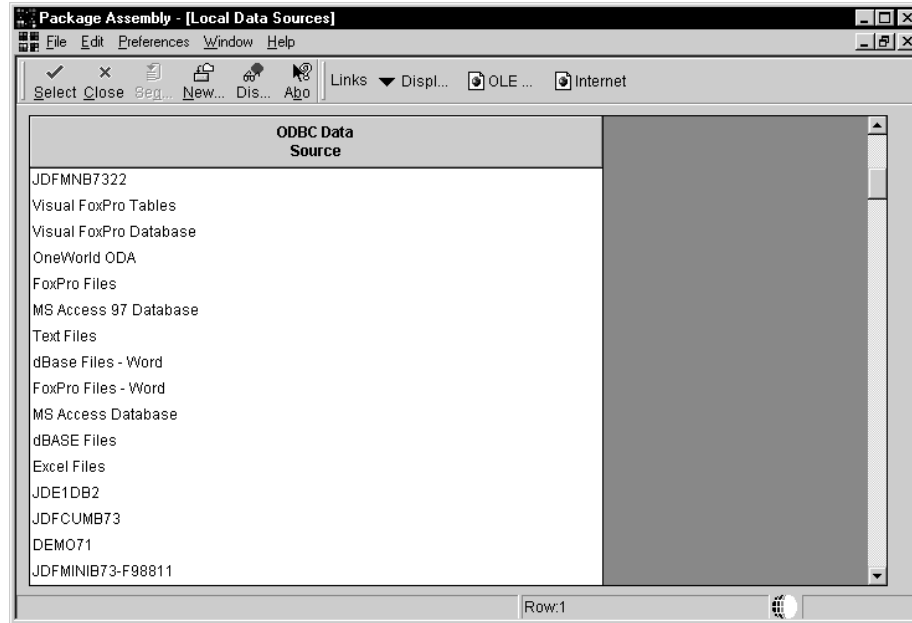 Package Assembly - [Local Data Sources]
File Edit Preferences Window Help
Select Close Seq... New... Dis... Abo Links Displ... OLE ... Internet
ODBC Data
Source
JDFMNB7322
Visual FoxPro Tables
Visual FoxPro Database
OneWorld ODA
FoxPro Files
MS Access 97 Database
Text Files
dBase Files - Word
FoxPro Files - Word
MS Access Database
dBASE Files
Excel Files
JDE1DB2
JDFCUMB73
DEMO71
JDFMINIB73-F98811
Row:1